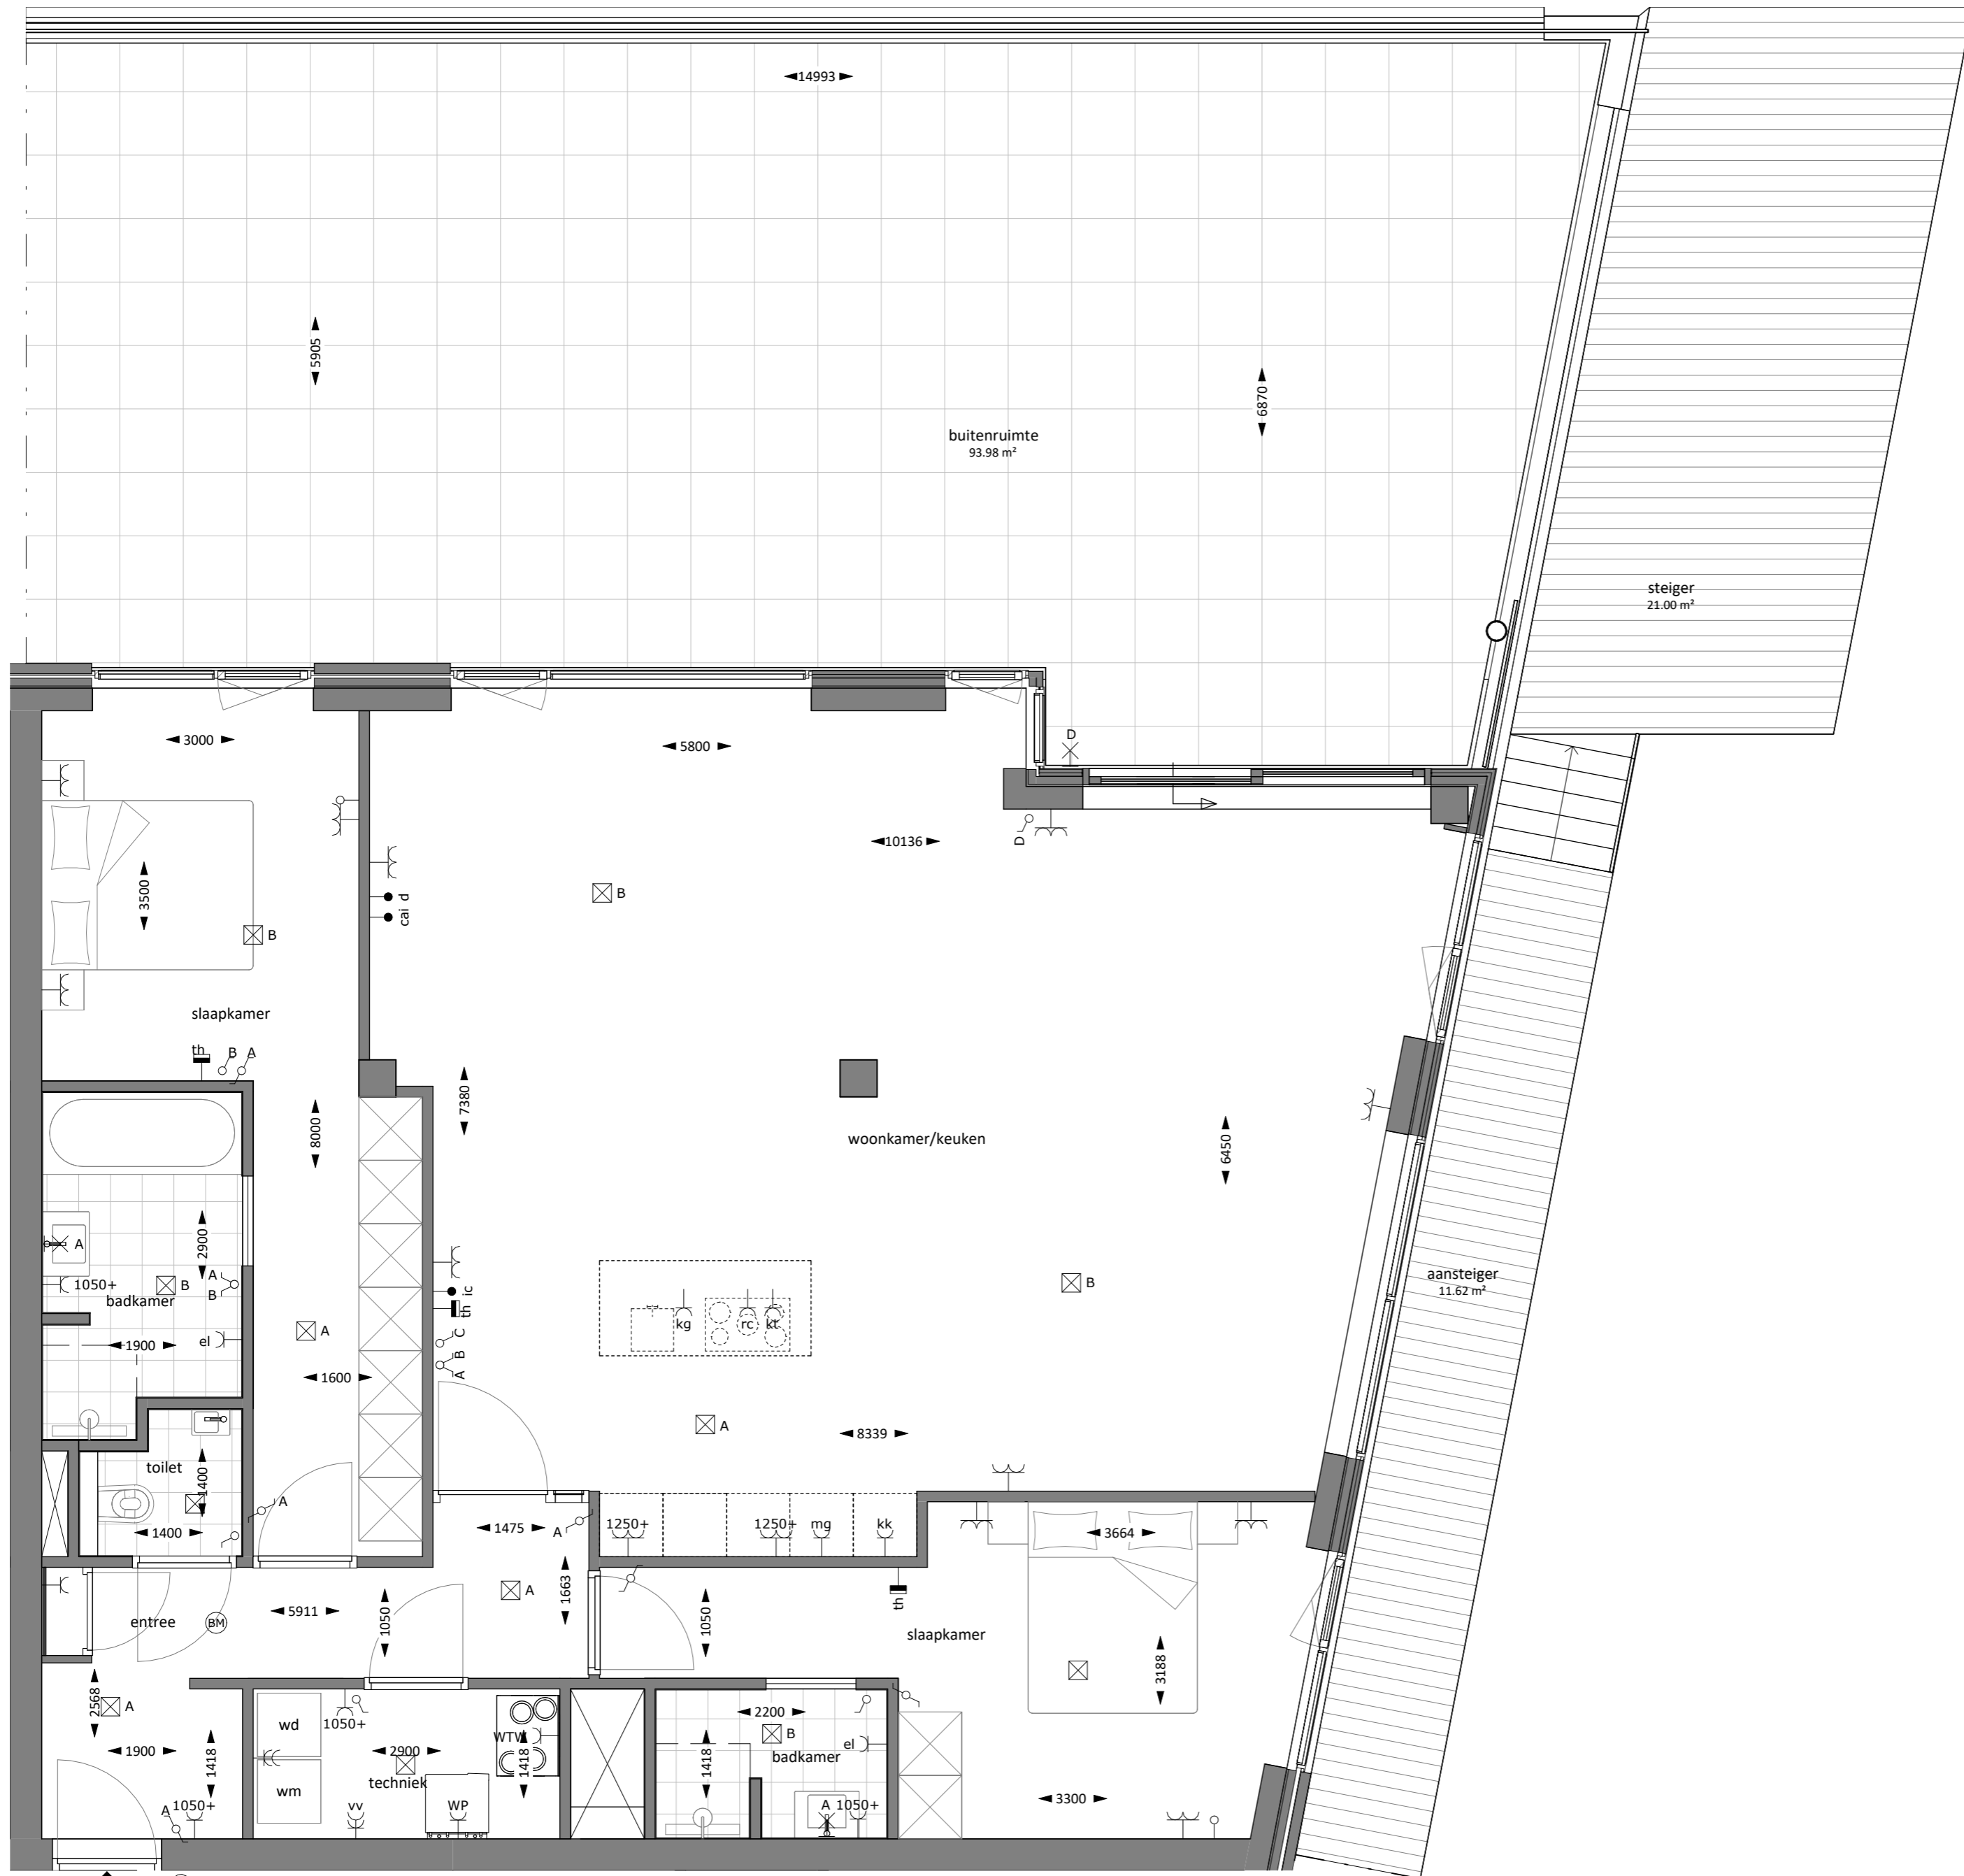 14993
5905
6870
buitenruimte
93.98 m²
steiger
21.00 m²
3000
5800
D
10136
D
3500
B
B
cai d
slaapkamer
th
B A
8000
7380
woonkamer/keuken
6450
2900
A
1050+
B
badkamer
A
B
A
1900
el
1600
ic
th
C
B
A
kg
rc
kt
B
aansteiger
11.62 m²
A
8339
toilet
1400
1400
A
1475
A
1663
1250+
1250+
mg
kk
3664
entree
BM
5911
1050
A
1050
th
slaapkamer
3188
2568
A
1900
1418
A
1050+
wd
wm
1050+
2900
techniek
WTW
1418
vv
WP
2200
B
badkamer
el
1418
A
1050+
3300